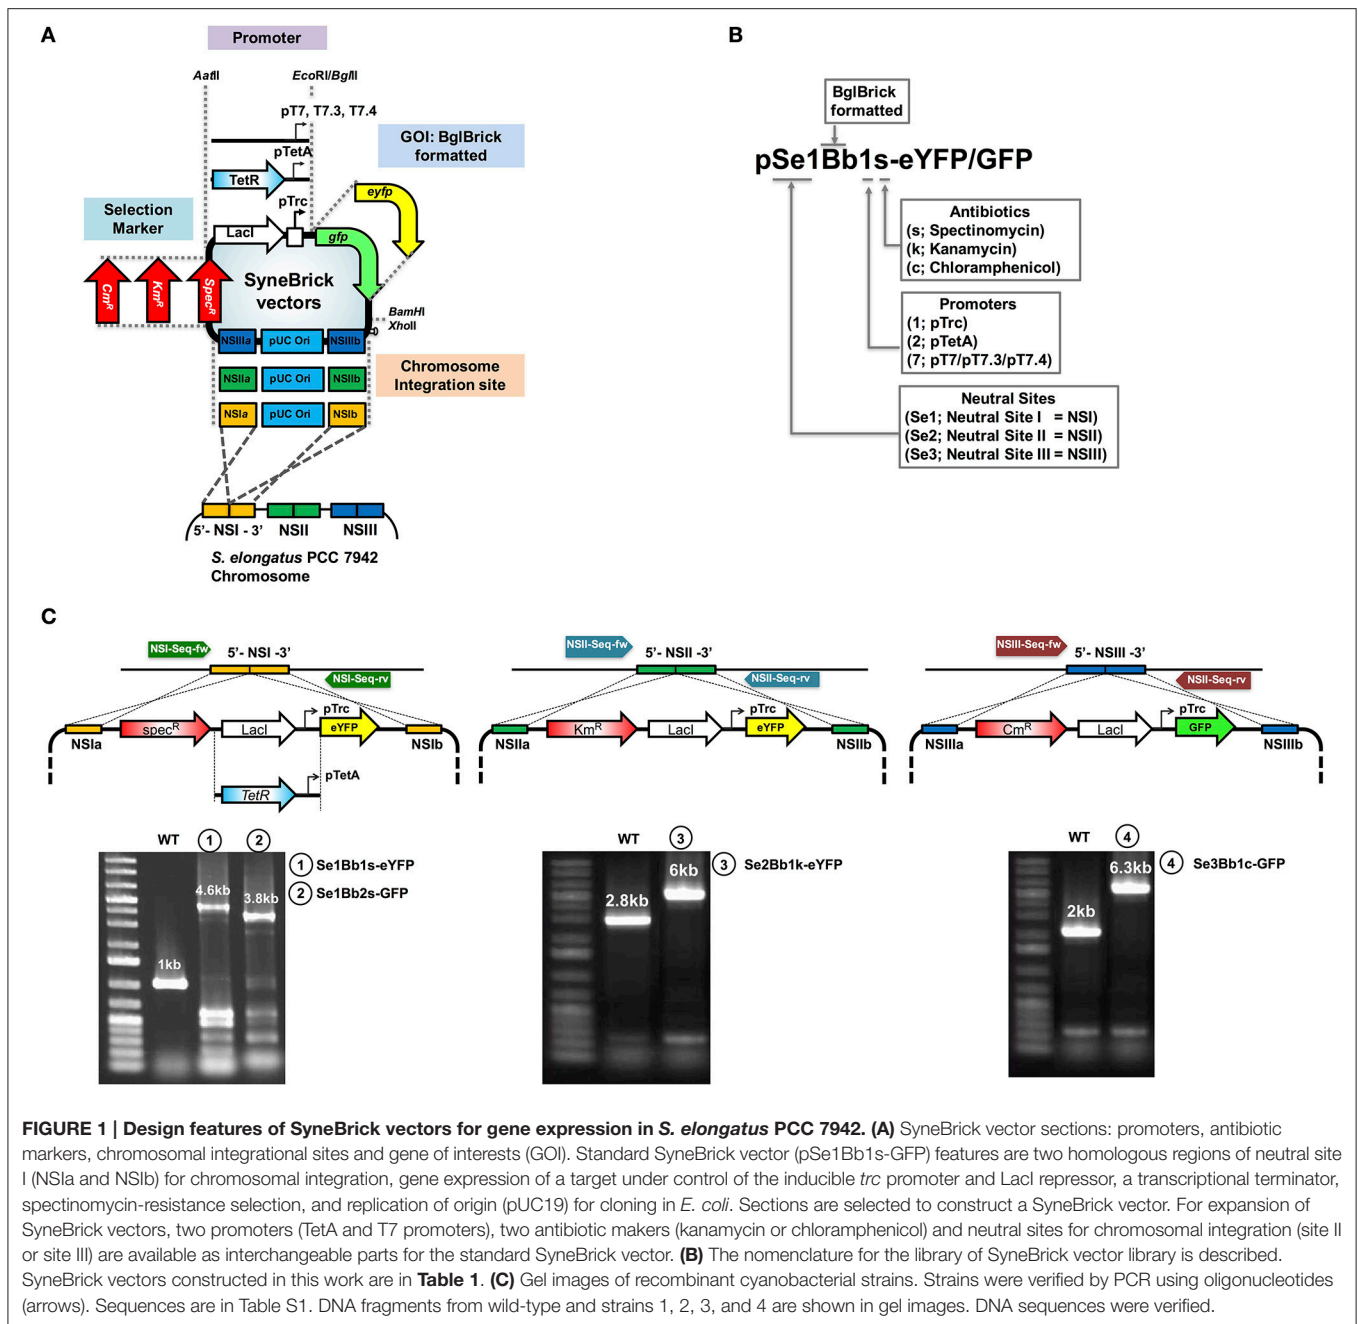 A
Promoter
AatII
EcoRI/BglII
pT7, T7.3, T7.4
pTetA
TetR
GOI: BglBrick
formatted
pTrc
eyfp
Selection
Marker
LacI
gfp
CmR
KmR
SpecR
SyneBrick
vectors
BamHI
XhoII
NSIIIa
pUC Ori
NSIIIb
NSIIa
pUC Ori
NSIIb
Chromosome
Integration site
NSIa
pUC Ori
NSIb
5’- NSI - 3’
NSII
NSIII
S. elongatus PCC 7942
Chromosome
B
BglBrick
formatted
pSe1Bb1s-eYFP/GFP
Antibiotics
(s; Spectinomycin)
(k; Kanamycin)
(c; Chloramphenicol)
Promoters
(1; pTrc)
(2; pTetA)
(7; pT7/pT7.3/pT7.4)
Neutral Sites
(Se1; Neutral Site I = NSI)
(Se2; Neutral Site II = NSII)
(Se3; Neutral Site III = NSIII)
C
NSI-Seq-fw
5’- NSI -3’
NSI-Seq-rv
pTrc
specR
LacI
eYFP
NSIa
NSIb
pTetA
TetR
NSII-Seq-fw
5’- NSII -3’
NSII-Seq-rv
pTrc
KmR
LacI
eYFP
NSIIa
NSIIb
NSIII-Seq-fw
5’- NSIII -3’
NSII-Seq-rv
pTrc
CmR
LacI
GFP
NSIIIa
NSIIIb
WT
1
2
1kb
4.6kb
3.8kb
1 Se1Bb1s-eYFP
2 Se1Bb2s-GFP
WT
3
2.8kb
6kb
3 Se2Bb1k-eYFP
WT
4
2kb
6.3kb
4 Se3Bb1c-GFP
FIGURE 1 | Design features of SyneBrick vectors for gene expression in S. elongatus PCC 7942. (A) SyneBrick vector sections: promoters, antibiotic
markers, chromosomal integrational sites and gene of interests (GOI). Standard SyneBrick vector (pSe1Bb1s-GFP) features are two homologous regions of neutral site
I (NSIa and NSIb) for chromosomal integration, gene expression of a target under control of the inducible trc promoter and LacI repressor, a transcriptional terminator,
spectinomycin-resistance selection, and replication of origin (pUC19) for cloning in E. coli. Sections are selected to construct a SyneBrick vector. For expansion of
SyneBrick vectors, two promoters (TetA and T7 promoters), two antibiotic makers (kanamycin or chloramphenicol) and neutral sites for chromosomal integration (site II
or site III) are available as interchangeable parts for the standard SyneBrick vector. (B) The nomenclature for the library of SyneBrick vector library is described.
SyneBrick vectors constructed in this work are in Table 1. (C) Gel images of recombinant cyanobacterial strains. Strains were verified by PCR using oligonucleotides
(arrows). Sequences are in Table S1. DNA fragments from wild-type and strains 1, 2, 3, and 4 are shown in gel images. DNA sequences were verified.